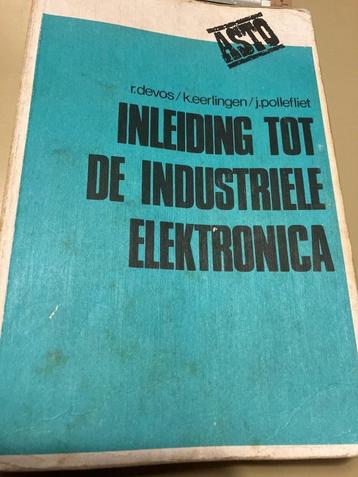 ASTO
r.devos/k.eerlingen/j.pollefliet
INLEIDING TOT
DE INDUSTRIELE
ELEKTRONICA